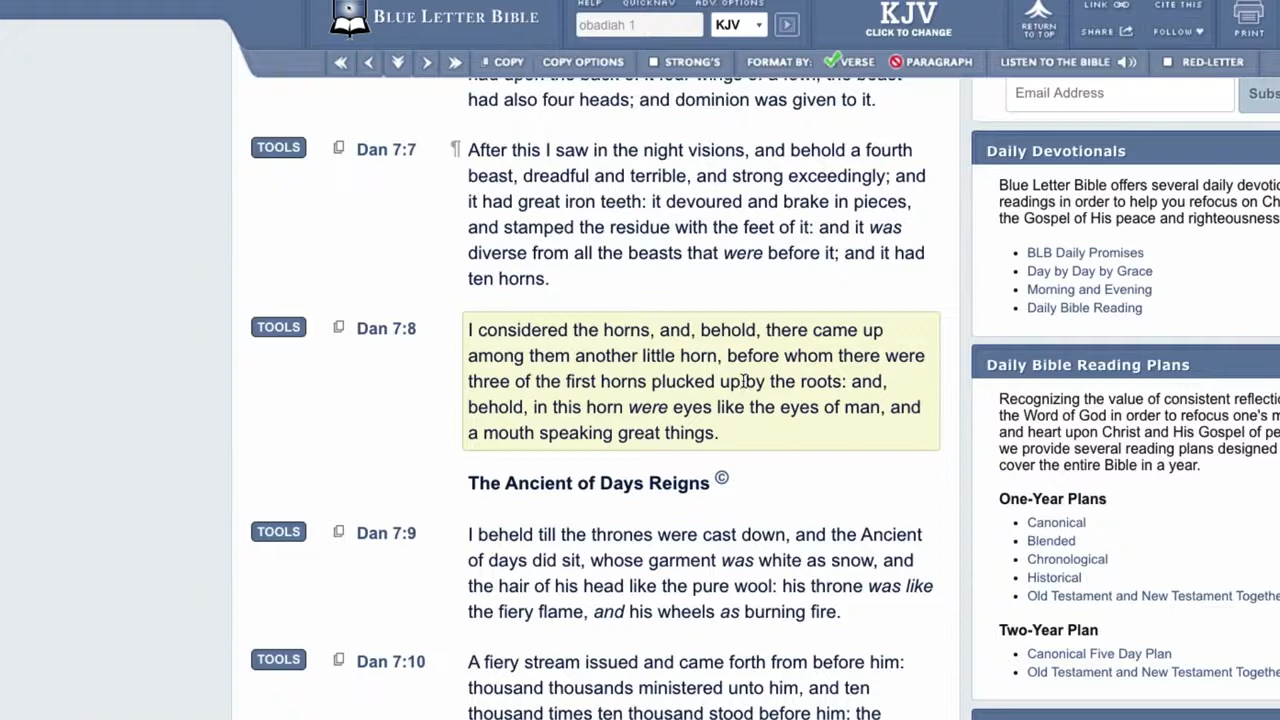 HELP QUICKNAV ADV. OPTIONS
BLUE LETTER BIBLE
obadiah 1
KJV
KJV
CLICK TO CHANGE
RETURN
TO TOP
LINK
CITE THIS
SHARE
FOLLOW
PRINT
COPY
COPY OPTIONS
STRONG'S
FORMAT BY:
VERSE
PARAGRAPH
LISTEN TO THE BIBLE
RED-LETTER
had upon the back of it four wings of a fowl; the beast
had also four heads; and dominion was given to it.
TOOLS
Dan 7:7
¶ After this I saw in the night visions, and behold a fourth
beast, dreadful and terrible, and strong exceedingly; and
it had great iron teeth: it devoured and brake in pieces,
and stamped the residue with the feet of it: and it was
diverse from all the beasts that were before it; and it had
ten horns.
TOOLS
Dan 7:8
I considered the horns, and, behold, there came up
among them another little horn, before whom there were
three of the first horns plucked up by the roots: and,
behold, in this horn were eyes like the eyes of man, and
a mouth speaking great things.
The Ancient of Days Reigns ©
TOOLS
Dan 7:9
I beheld till the thrones were cast down, and the Ancient
of days did sit, whose garment was white as snow, and
the hair of his head like the pure wool: his throne was like
the fiery flame, and his wheels as burning fire.
TOOLS
Dan 7:10
A fiery stream issued and came forth from before him:
thousand thousands ministered unto him, and ten
thousand times ten thousand stood before him: the
Email Address
Subs
Daily Devotionals
Blue Letter Bible offers several daily devoti
readings in order to help you refocus on Ch
the Gospel of His peace and righteousness
• BLB Daily Promises
• Day by Day by Grace
• Morning and Evening
• Daily Bible Reading
Daily Bible Reading Plans
Recognizing the value of consistent reflecti
the Word of God in order to refocus one's m
and heart upon Christ and His Gospel of pe
we provide several reading plans designed
cover the entire Bible in a year.
One-Year Plans
• Canonical
• Blended
• Chronological
• Historical
• Old Testament and New Testament Togethe
Two-Year Plan
• Canonical Five Day Plan
• Old Testament and New Testament Togethe